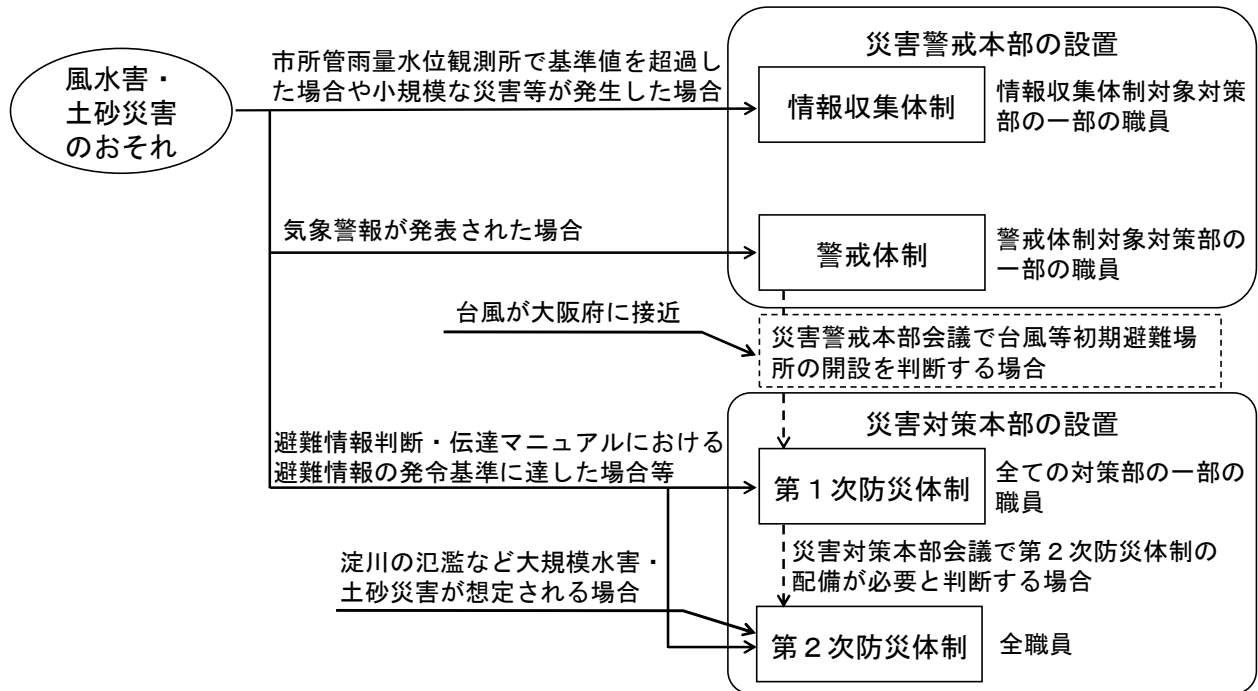 風水害・
土砂災害
のおそれ
市所管雨量水位観測所で基準値を超過し
た場合や小規模な災害等が発生した場合
災害警戒本部の設置
情報収集体制
情報収集体制対象対策
部の一部の職員
気象警報が発表された場合
警戒体制
警戒体制対象対策部の
一部の職員
台風が大阪府に接近
災害警戒本部会議で台風等初期避難場
所の開設を判断する場合
災害対策本部の設置
避難情報判断・伝達マニュアルにおける
避難情報の発令基準に達した場合等
第１次防災体制
全ての対策部の一部の
職員
災害対策本部会議で第２次防災体制の
配備が必要と判断する場合
淀川の氾濫など大規模水害・
土砂災害が想定される場合
第２次防災体制
全職員